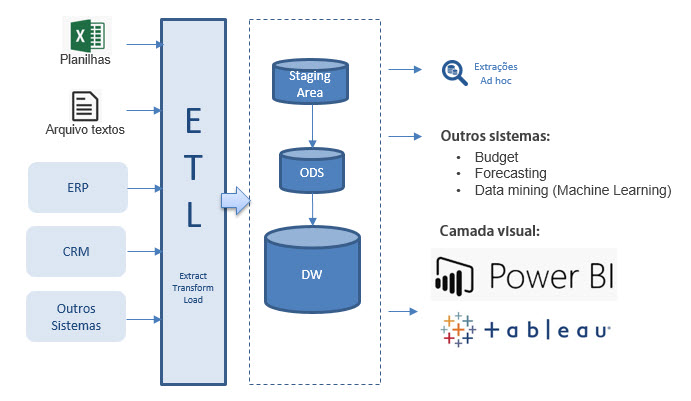 Planilhas
Arquivo textos
ERP
CRM
Outros
Sistemas
E
T
L
Extract
Transform
Load
Staging
Area
ODS
DW
Extrações
Ad hoc
Outros sistemas:
• Budget
• Forecasting
• Data mining (Machine Learning)
Camada visual:
Power BI
+ableau